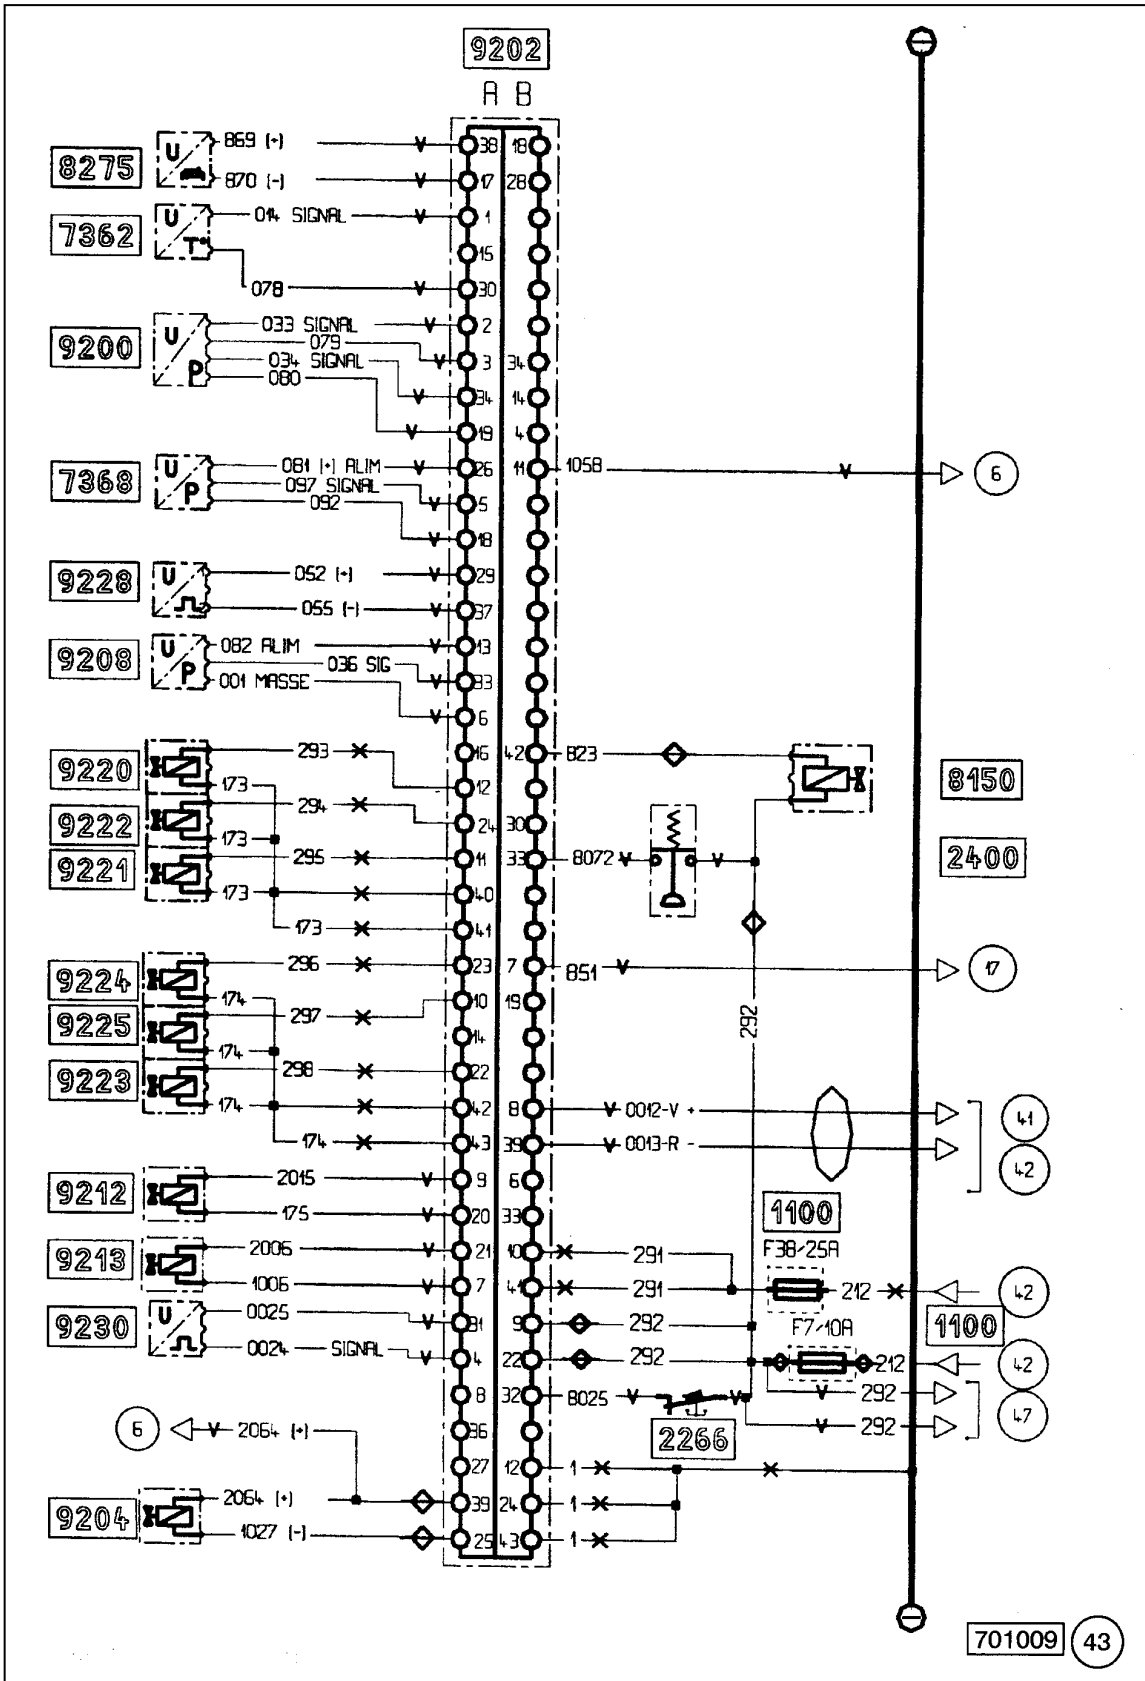 9202
A B
8275
U
869 (+)
38 18
870 (-)
17 28
7362
U
T°
014 SIGNAL
1
15
078
30
9200
U
P
033 SIGNAL
2
079
3 34
034 SIGNAL
34 14
080
19 4
7368
U
P
081 (+) ALIM
26 11 1058
6
097 SIGNAL
5
092
18
9228
U
052 (+)
29
055 (-)
37
9208
U
P
082 ALIM
13
036 SIG
33
001 MASSE
6
16 42 823
8150
9220
293
173
12
9222
294
173
24 30
2400
9221
295
173
11 33 8072
40
173
41
9224
296
174
23 7 851
17
9225
297
174
10 19
14
292
9223
298
174
22
42 8 0012-V +
41
174
43 39 0013-R -
42
9212
2015
9 6
175
20 33
1100
9213
2006
21 10 291
F38/25A
1006
7 41 291
212
42
9230
U
0025
31 9 292
F7/10A
1100
0024 SIGNAL
4 22 292
212
42
292
8 32 8025
292
47
2266
6
2064 (+)
36
27 12 1
9204
2064 (+)
39 24 1
1027 (-)
25 43 1
701009
43